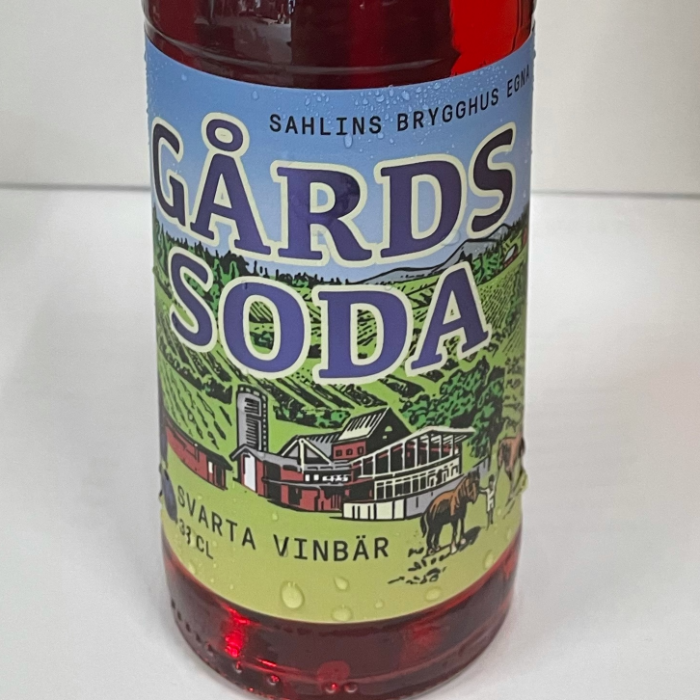 SAHLINS BRYGGHUS EGNA
GÅRDS
SODA
SVARTA VINBÄR
33 CL